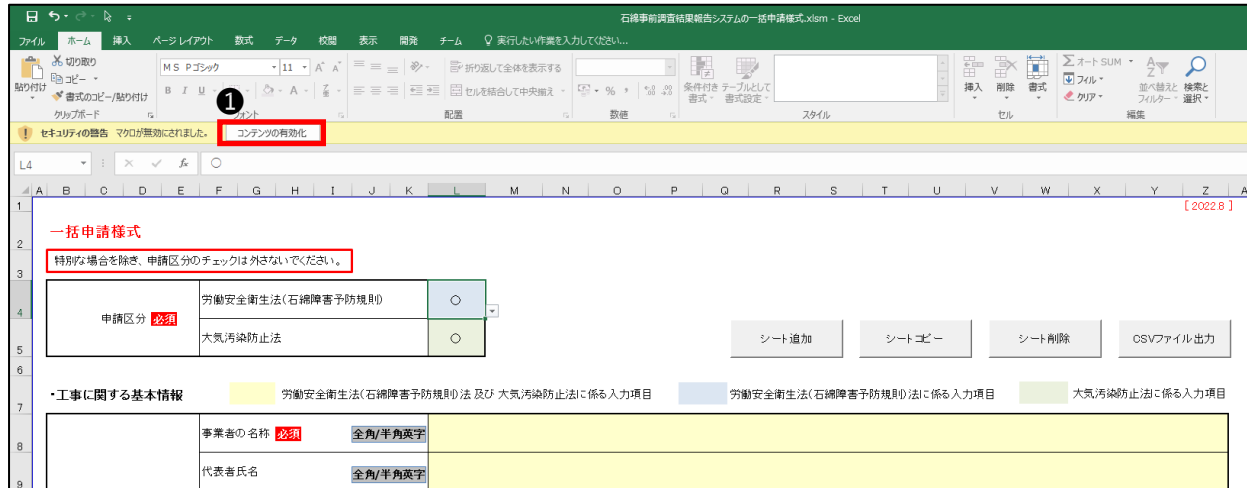 石綿事前調査結果報告システムの一括申請様式.xlsm - Excel
ファイル ホーム 挿入 ページ レイアウト 数式 データ 校閲 表示 開発 チーム 実行したい作業を入力してください...
貼り付け
切り取り
コピー
書式のコピー/貼り付け
クリップボード
MS Pゴシック 11
B I U
フォント
折り返して全体を表示する
セルを結合して中央揃え
配置
% ,
数値
条件付き書式
テーブルとして書式設定
スタイル
挿入 削除 書式
セル
オート SUM
フィル
クリア
並べ替えとフィルター
検索と選択
編集
1
セキュリティの警告 マクロが無効にされました。 コンテンツの有効化
L4 fx ○
A B C D E F G H I J K L M N O P Q R S T U V W X Y Z
1
[ 2022.8 ]
2 一括申請様式
3 特別な場合を除き、申請区分のチェックは外さないでください。
4 申請区分 必須
労働安全衛生法(石綿障害予防規則) ○
5 大気汚染防止法 ○
シート追加 シートコピー シート削除 CSVファイル出力
6
7 ・工事に関する基本情報 労働安全衛生法(石綿障害予防規則)法 及び 大気汚染防止法に係る入力項目 労働安全衛生法(石綿障害予防規則)法に係る入力項目 大気汚染防止法に係る入力項目
8 事業者の名称 必須 全角/半角英字
9 代表者氏名 全角/半角英字